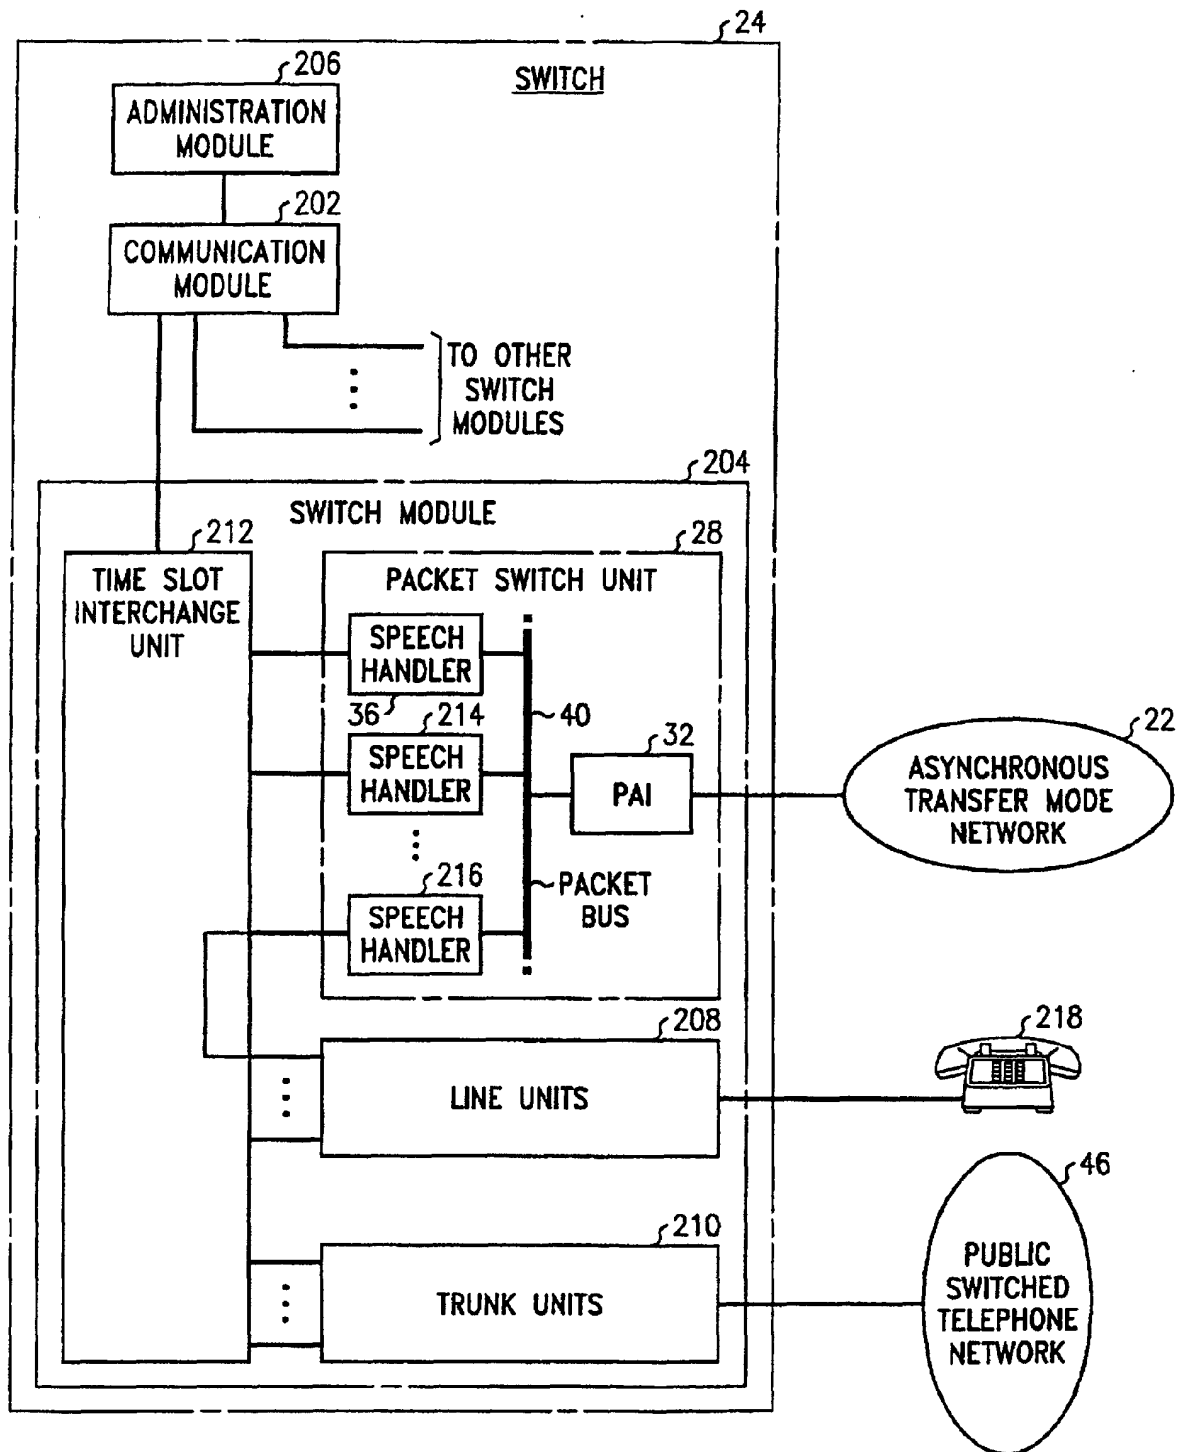 24
SWITCH
206
ADMINISTRATION
MODULE
202
COMMUNICATION
MODULE
TO OTHER
SWITCH
MODULES
204
SWITCH MODULE
212
TIME SLOT
INTERCHANGE
UNIT
28
PACKET SWITCH UNIT
SPEECH
HANDLER
36
214
SPEECH
HANDLER
216
SPEECH
HANDLER
40
32
PAI
PACKET
BUS
22
ASYNCHRONOUS
TRANSFER MODE
NETWORK
208
LINE UNITS
218
210
TRUNK UNITS
46
PUBLIC
SWITCHED
TELEPHONE
NETWORK